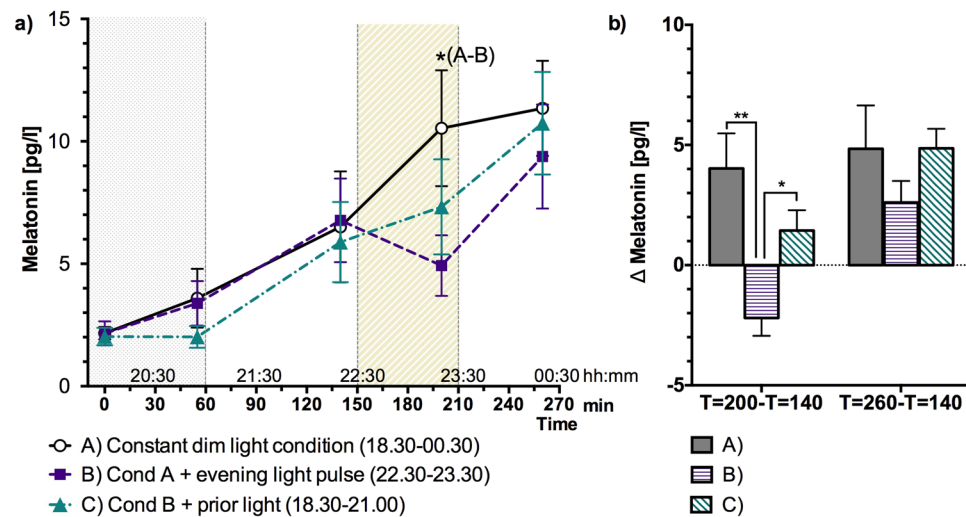 a)
15
10
5
0
Melatonin [pg/l]
*(A-B)
20:30 21:30 22:30 23:30 00:30 hh:mm
0 30 60 90 120 150 180 210 240 270 min
Time
A) Constant dim light condition (18.30-00.30)
B) Cond A + evening light pulse (22.30-23.30)
C) Cond B + prior light (18.30-21.00)
b)
10
5
0
-5
Δ Melatonin [pg/l]
**
*
T=200-T=140 T=260-T=140
A)
B)
C)